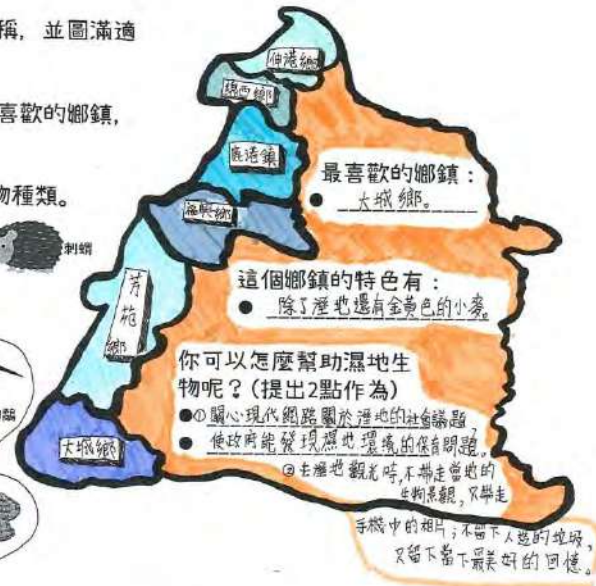 稱, 並圖滿適
喜歡的鄉鎮,
物種類。
刺蝟
伸港鄉
線西鄉
鹿港鎮
福興鄉
芳苑鄉
大城鄉
最喜歡的鄉鎮：
● 大城鄉。
這個鄉鎮的特色有：
● 除了溼地還有金黃色的小麥。
你可以怎麼幫助濕地生
物呢？(提出2點作為)
●①關心現代網路關於溼地的社會議題,
● 使政府能發現濕地環境的保育問題。
②去溼地觀光時,不帶走當地的
生物景觀,只帶走
手機中的相片；不留下人造的垃圾,
只留下當下最美好的回憶。